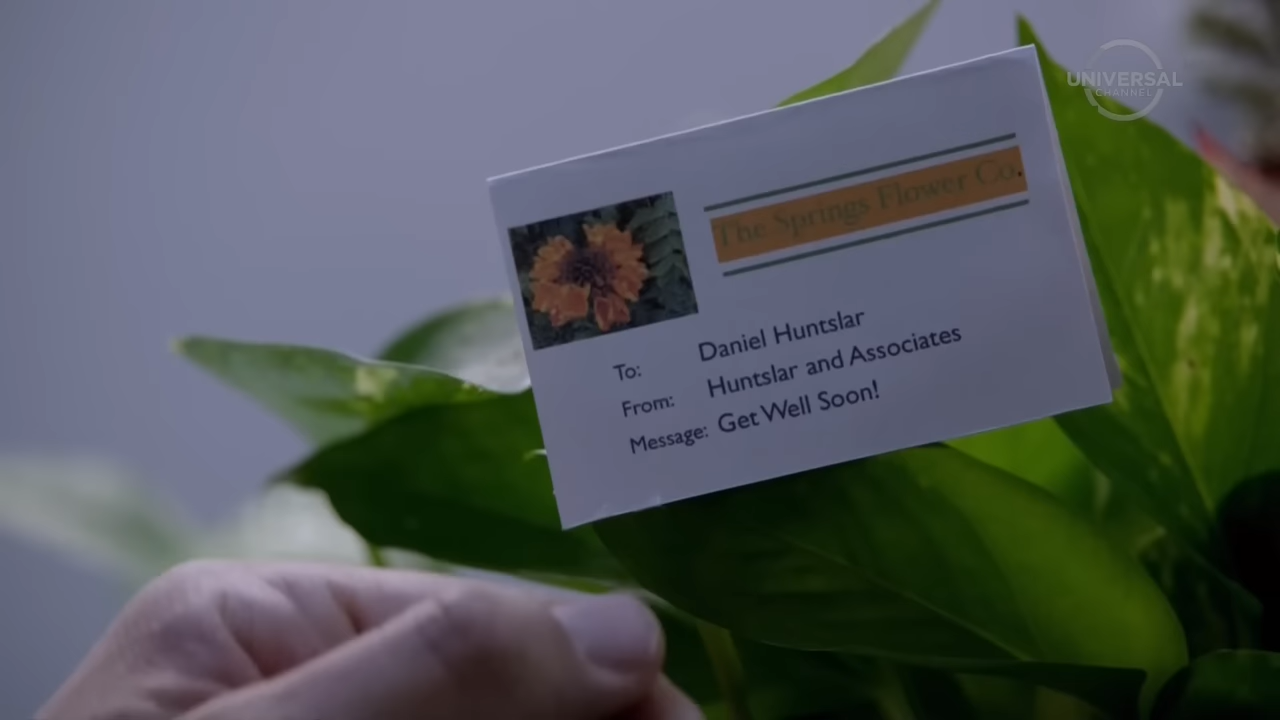 UNIVERSAL
CHANNEL
The Springs Flower Co.
To: Daniel Huntslar
From: Huntslar and Associates
Message: Get Well Soon!